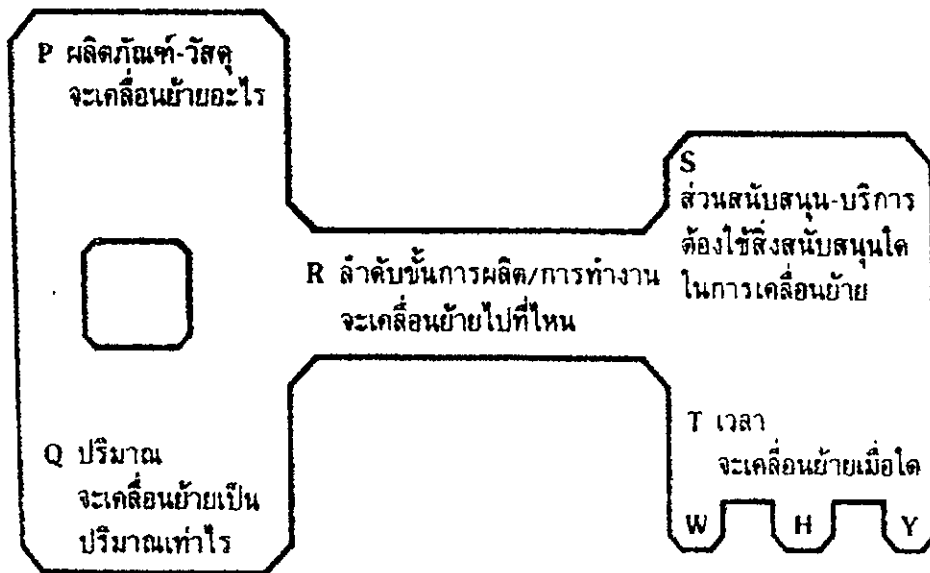 P ผลิตภัณฑ์-วัสดุ
จะเคลื่อนย้ายอะไร
Q ปริมาณ
จะเคลื่อนย้ายเป็น
ปริมาณเท่าไร
R ลำดับขั้นการผลิต/การทำงาน
จะเคลื่อนย้ายไปที่ไหน
S
ส่วนสนับสนุน-บริการ
ต้องใช้สิ่งสนับสนุนใด
ในการเคลื่อนย้าย
T เวลา
จะเคลื่อนย้ายเมื่อใด
W H Y